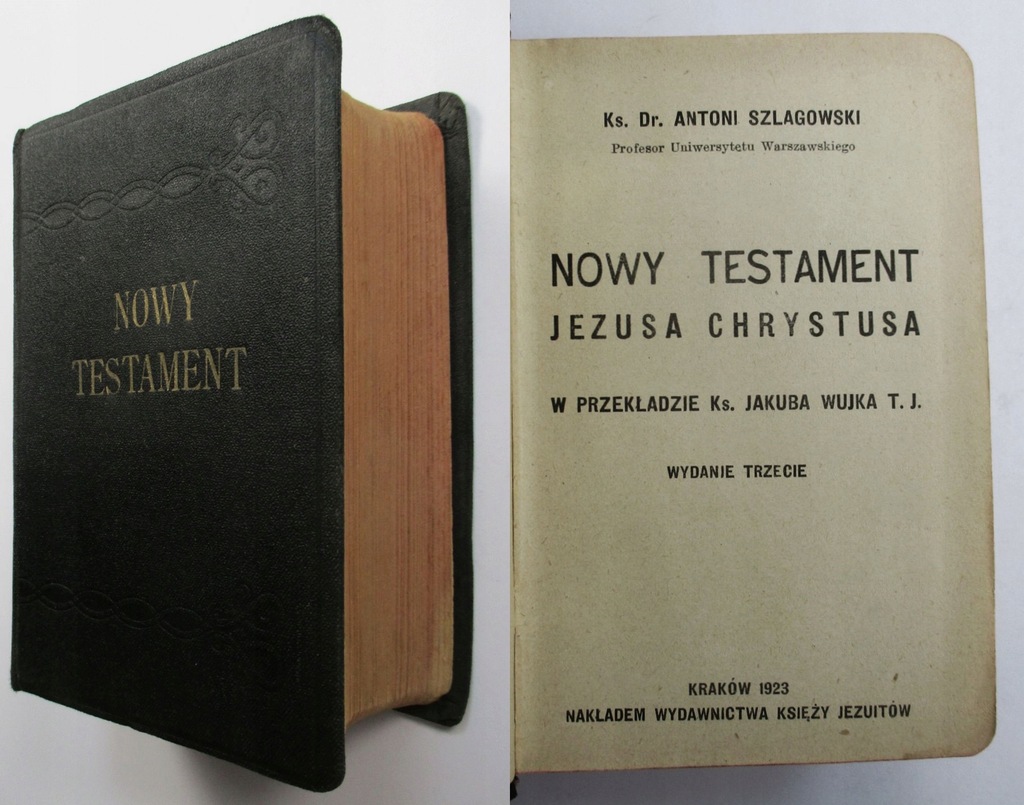 NOWY
TESTAMENT
Ks. Dr. ANTONI SZLAGOWSKI
Profesor Uniwersytetu Warszawskiego
NOWY TESTAMENT
JEZUSA CHRYSTUSA
W PRZEKŁADZIE Ks. JAKUBA WUJKA T. J.
WYDANIE TRZECIE
KRAKÓW 1923
NAKŁADEM WYDAWNICTWA KSIĘŻY JEZUITÓW